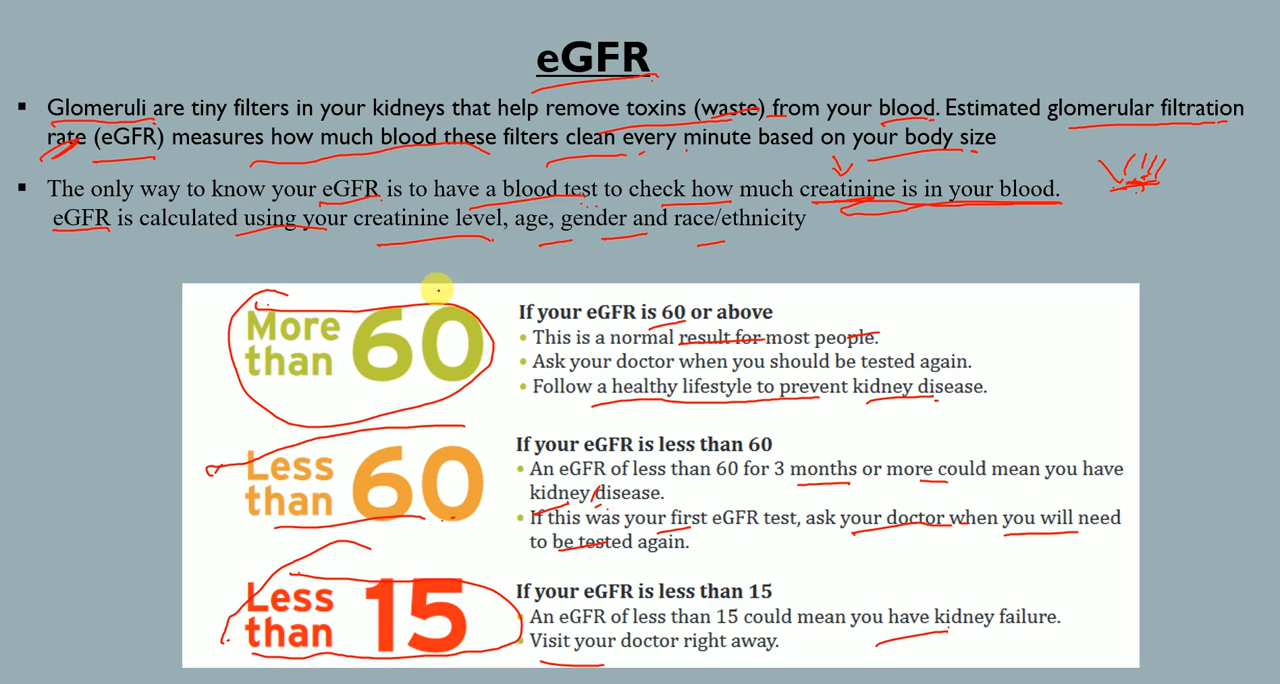 eGFR
▪ Glomeruli are tiny filters in your kidneys that help remove toxins (waste) from your blood. Estimated glomerular filtration
rate (eGFR) measures how much blood these filters clean every minute based on your body size
▪ The only way to know your eGFR is to have a blood test to check how much creatinine is in your blood.
eGFR is calculated using your creatinine level, age, gender and race/ethnicity
More
than 60
If your eGFR is 60 or above
• This is a normal result for most people.
• Ask your doctor when you should be tested again.
• Follow a healthy lifestyle to prevent kidney disease.
Less
than 60
If your eGFR is less than 60
• An eGFR of less than 60 for 3 months or more could mean you have
kidney disease.
• If this was your first eGFR test, ask your doctor when you will need
to be tested again.
Less
than 15
If your eGFR is less than 15
• An eGFR of less than 15 could mean you have kidney failure.
• Visit your doctor right away.